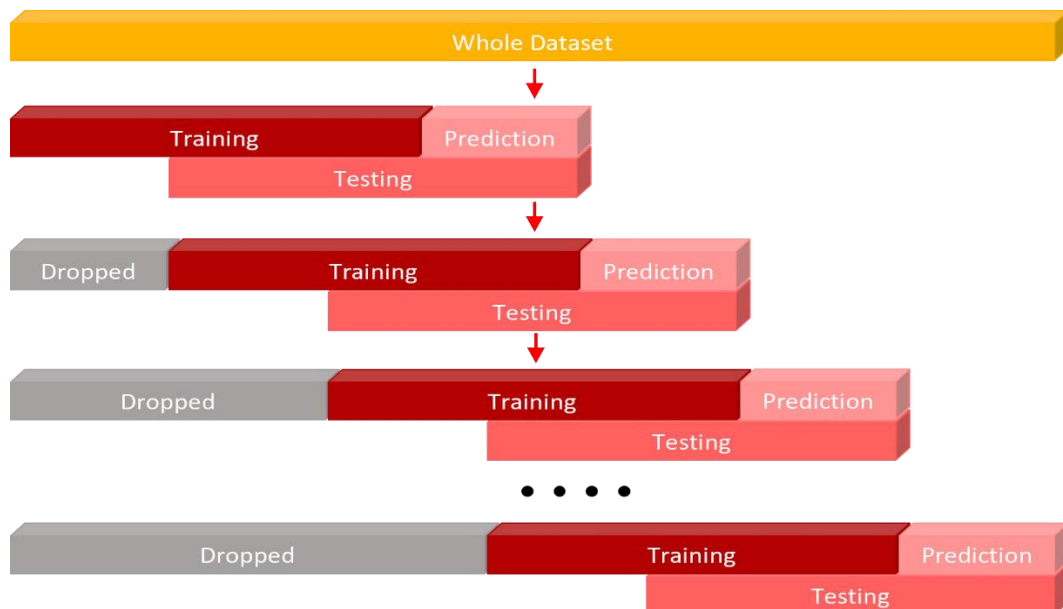 Whole Dataset
Training Prediction
Testing
Dropped Training Prediction
Testing
Dropped Training Prediction
Testing
Dropped Training Prediction
Testing